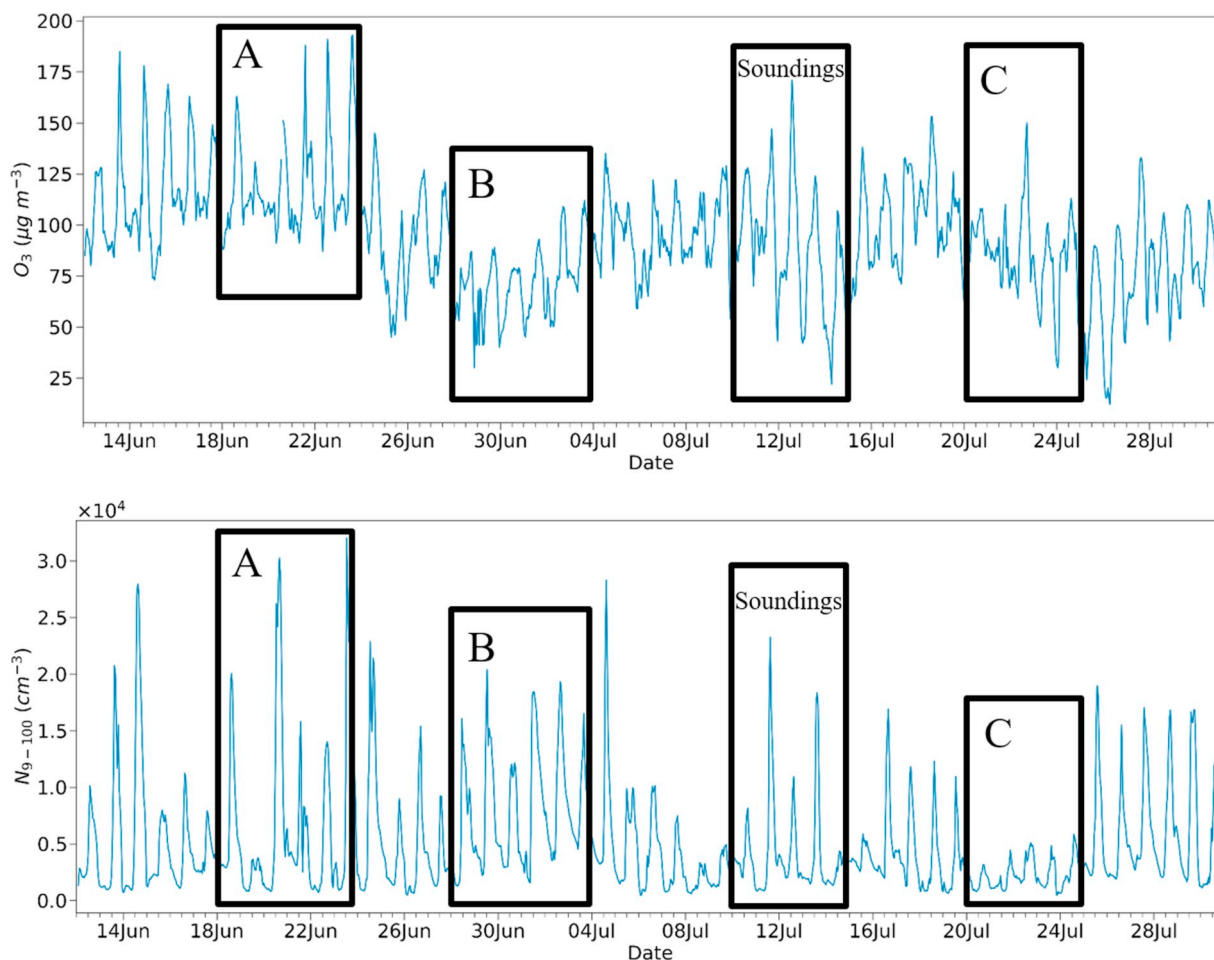 200
175
150
125
100
75
50
25
O₃ (μg m⁻³)
A
B
Soundings
C
14Jun 18Jun 22Jun 26Jun 30Jun 04Jul 08Jul 12Jul 16Jul 20Jul 24Jul 28Jul
Date
×10⁴
3.0
2.5
2.0
1.5
1.0
0.5
0.0
N₉₋₁₀₀ (cm⁻³)
A
B
Soundings
C
14Jun 18Jun 22Jun 26Jun 30Jun 04Jul 08Jul 12Jul 16Jul 20Jul 24Jul 28Jul
Date